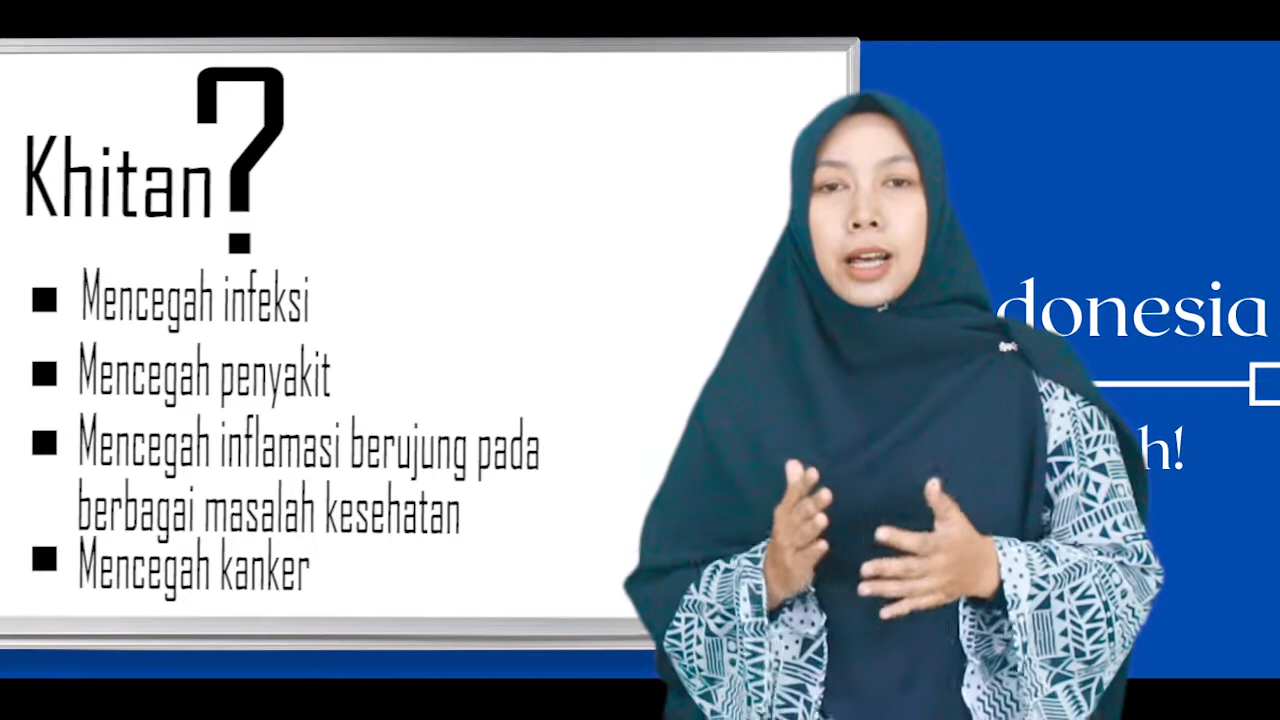 Khitan?
Mencegah infeksi
Mencegah penyakit
Mencegah inflamasi berujung pada
berbagai masalah kesehatan
Mencegah kanker
donesia
h!